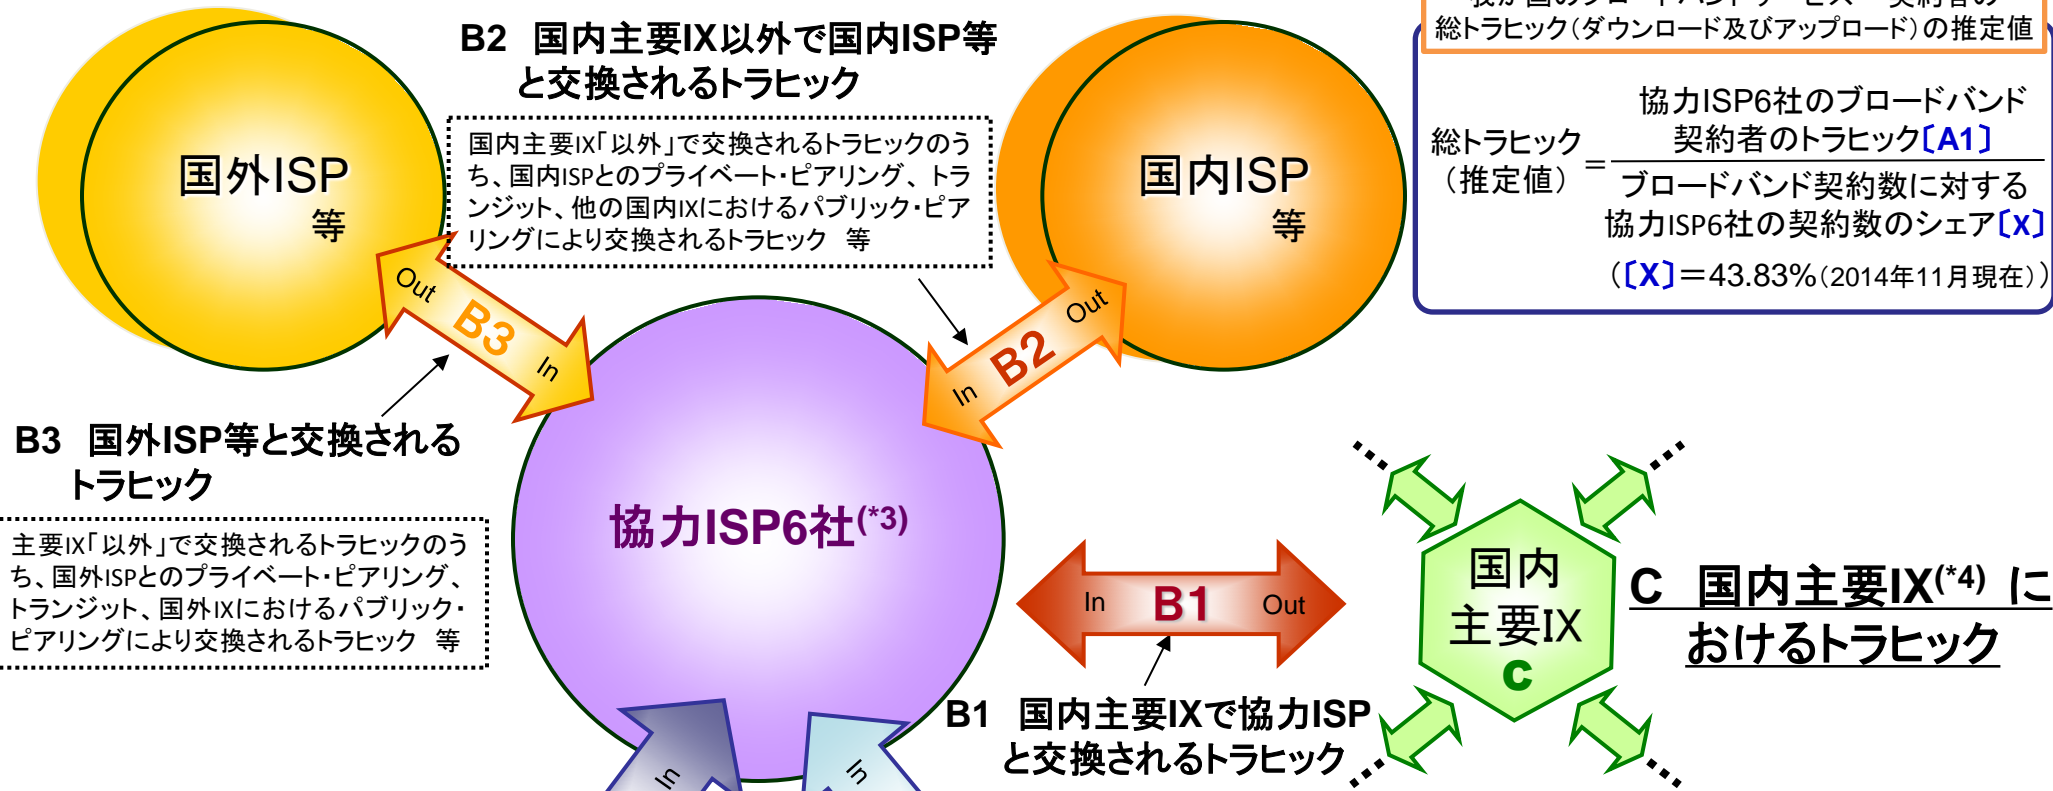 B2 国内主要IX以外で国内ISP等
と交換されるトラヒック
国内主要IX「以外」で交換されるトラヒックのう
ち、国内ISPとのプライベート・ピアリング、トラ
ンジット、他の国内IXにおけるパブリック・ピア
リングにより交換されるトラヒック 等
国外ISP
等
国内ISP
等
我が国のブロードバンドサービス 契約者の
総トラヒック(ダウンロード及びアップロード)の推定値
総トラヒック
(推定値)
=
協力ISP6社のブロードバンド
契約者のトラヒック〔A1〕
ブロードバンド契約数に対する
協力ISP6社の契約数のシェア〔X〕
(〔X〕=43.83%(2014年11月現在))
Out
B3
In
In
B2
Out
B3 国外ISP等と交換される
トラヒック
主要IX「以外」で交換されるトラヒックのう
ち、国外ISPとのプライベート・ピアリング、
トランジット、国外IXにおけるパブリック・
ピアリングにより交換されるトラヒック 等
協力ISP6社(*3)
In
B1
Out
B1 国内主要IXで協力ISP
と交換されるトラヒック
国内
主要IX
C
C 国内主要IX(*4) に
おけるトラヒック
In
In